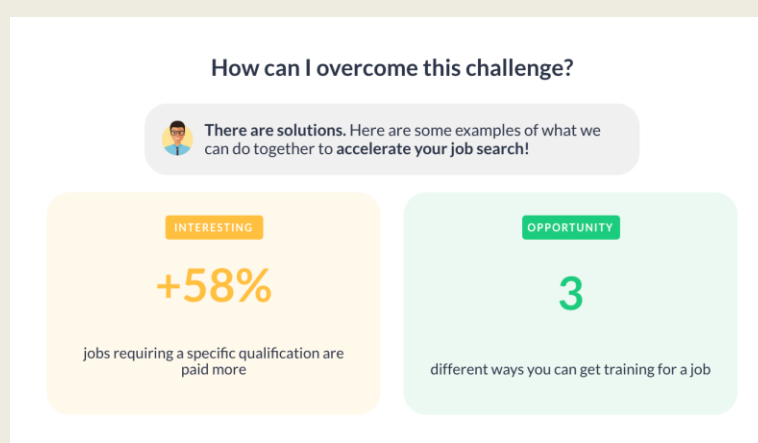 How can I overcome this challenge?
There are solutions. Here are some examples of what we
can do together to accelerate your job search!
INTERESTING
+58%
jobs requiring a specific qualification are
paid more
OPPORTUNITY
3
different ways you can get training for a job